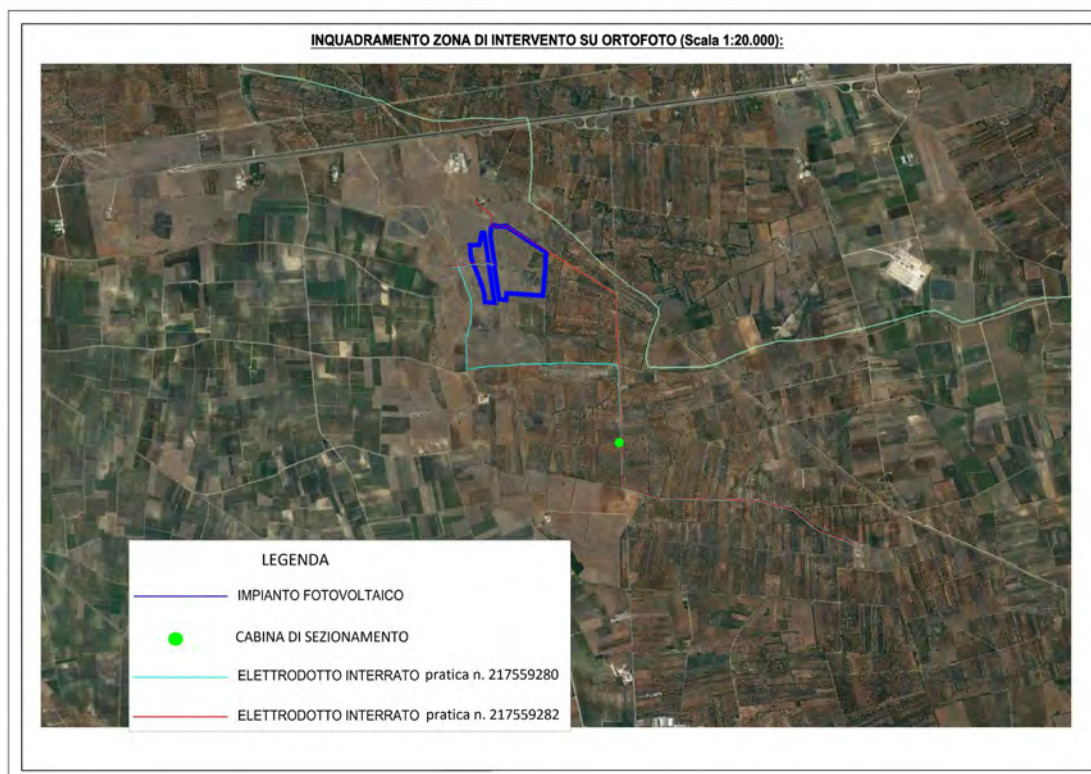 INQUADRAMENTO ZONA DI INTERVENTO SU ORTOFOTO (Scala 1:20.000):
LEGENDA
IMPIANTO FOTOVOLTAICO
CABINA DI SEZIONAMENTO
ELETTRODOTTO INTERRATO pratica n. 217559280
ELETTRODOTTO INTERRATO pratica n. 217559282